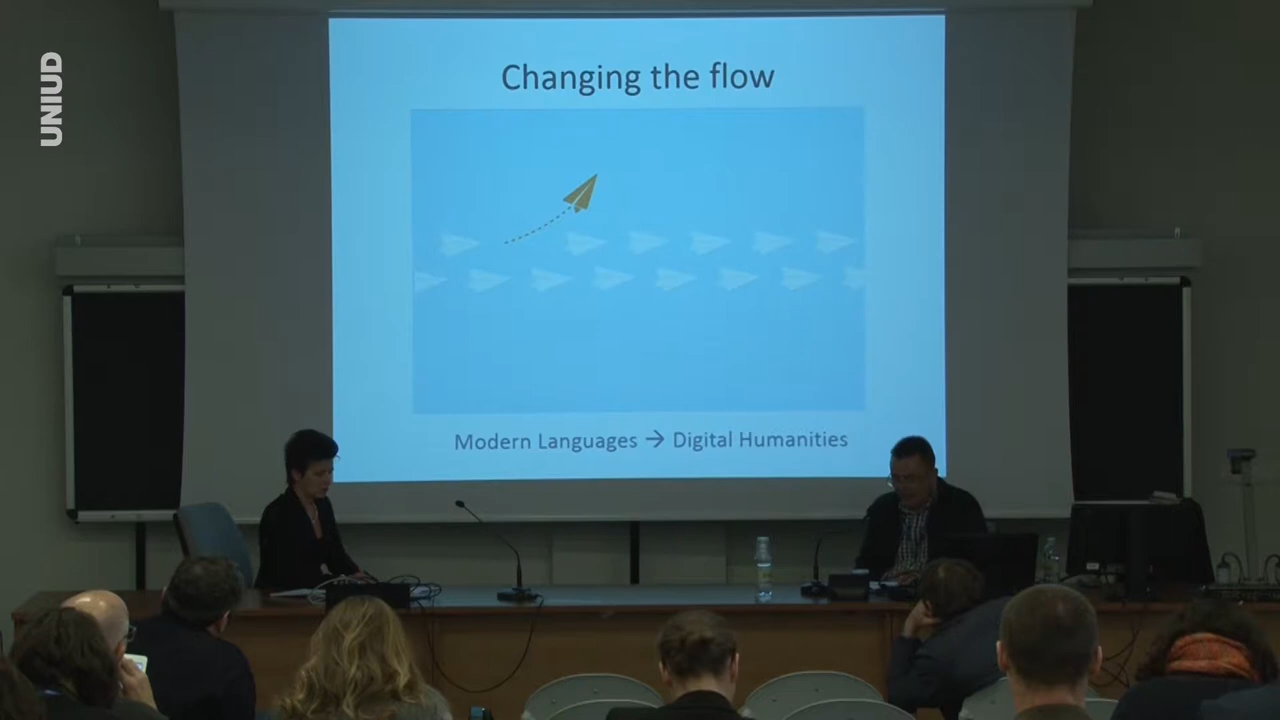 UNIUD
Changing the flow
Modern Languages → Digital Humanities